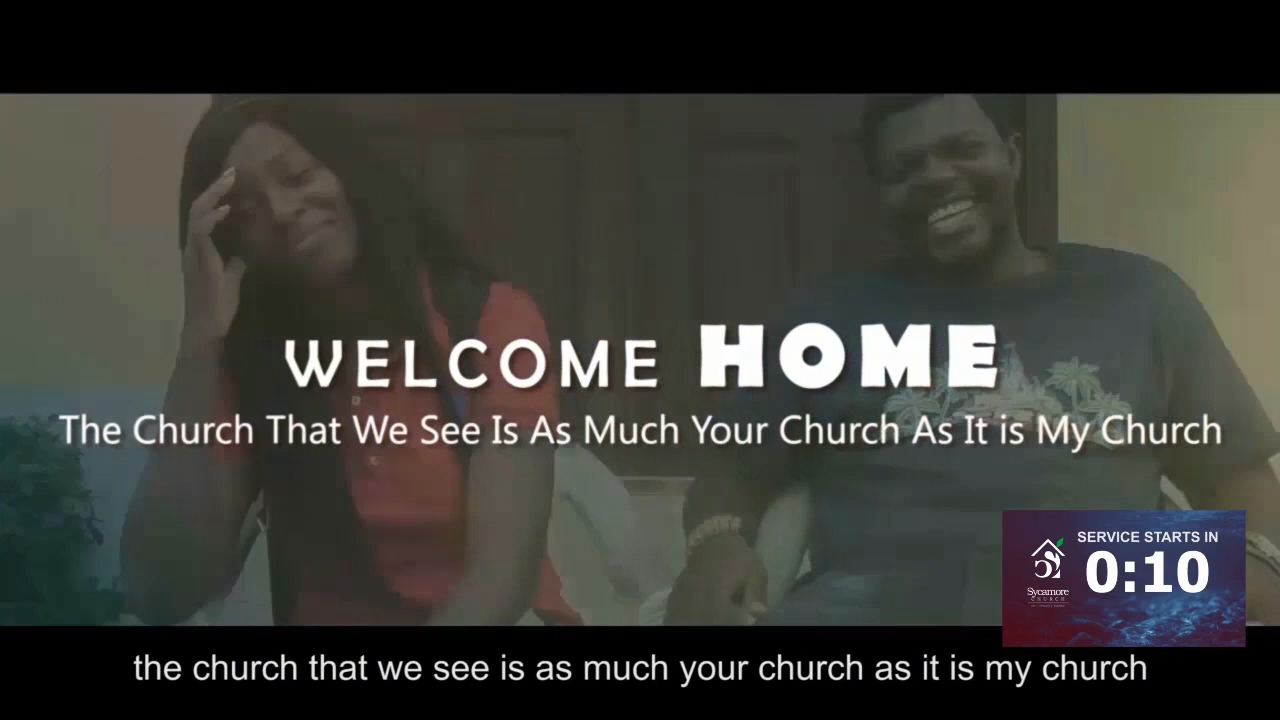 WELCOME HOME
The Church That We See Is As Much Your Church As It is My Church
SERVICE STARTS IN
0:10
Sycamore
CHURCH
the church that we see is as much your church as it is my church